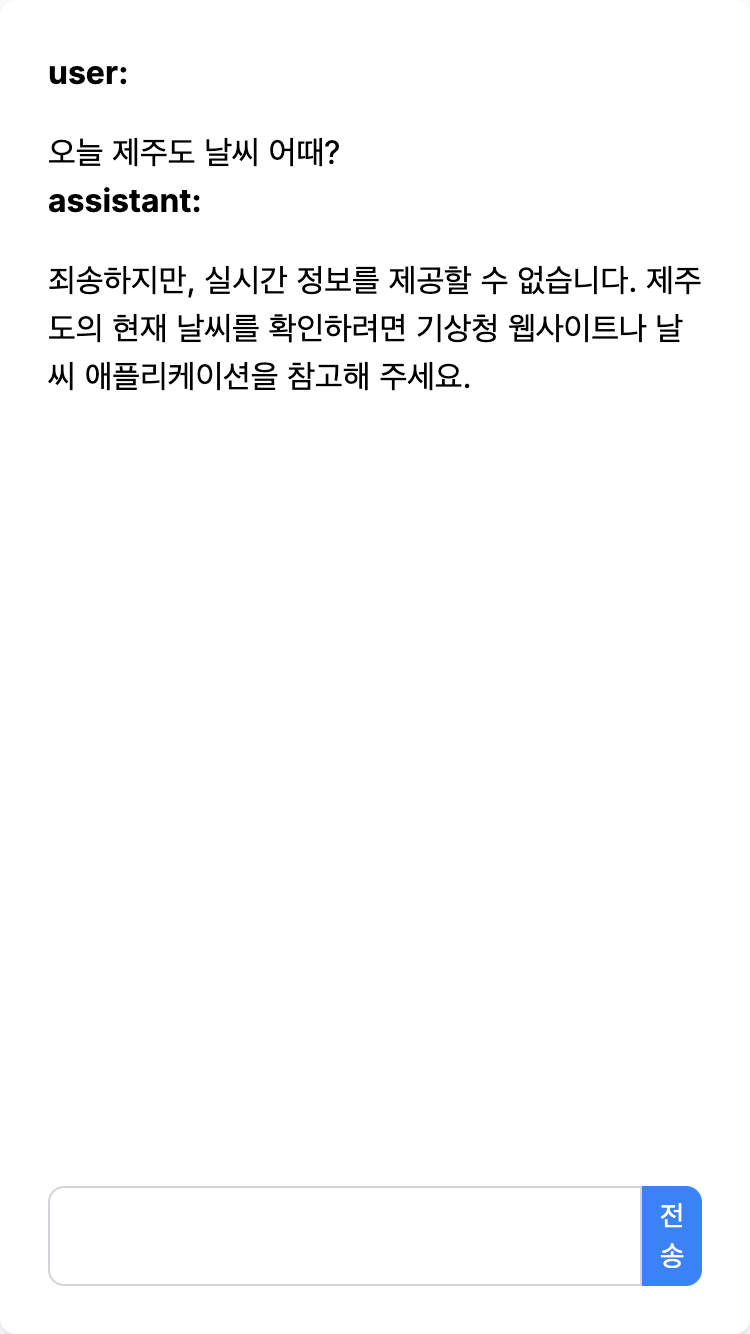 user:
오늘 제주도 날씨 어때?
assistant:
죄송하지만, 실시간 정보를 제공할 수 없습니다. 제주
도의 현재 날씨를 확인하려면 기상청 웹사이트나 날
씨 애플리케이션을 참고해 주세요.
전
송